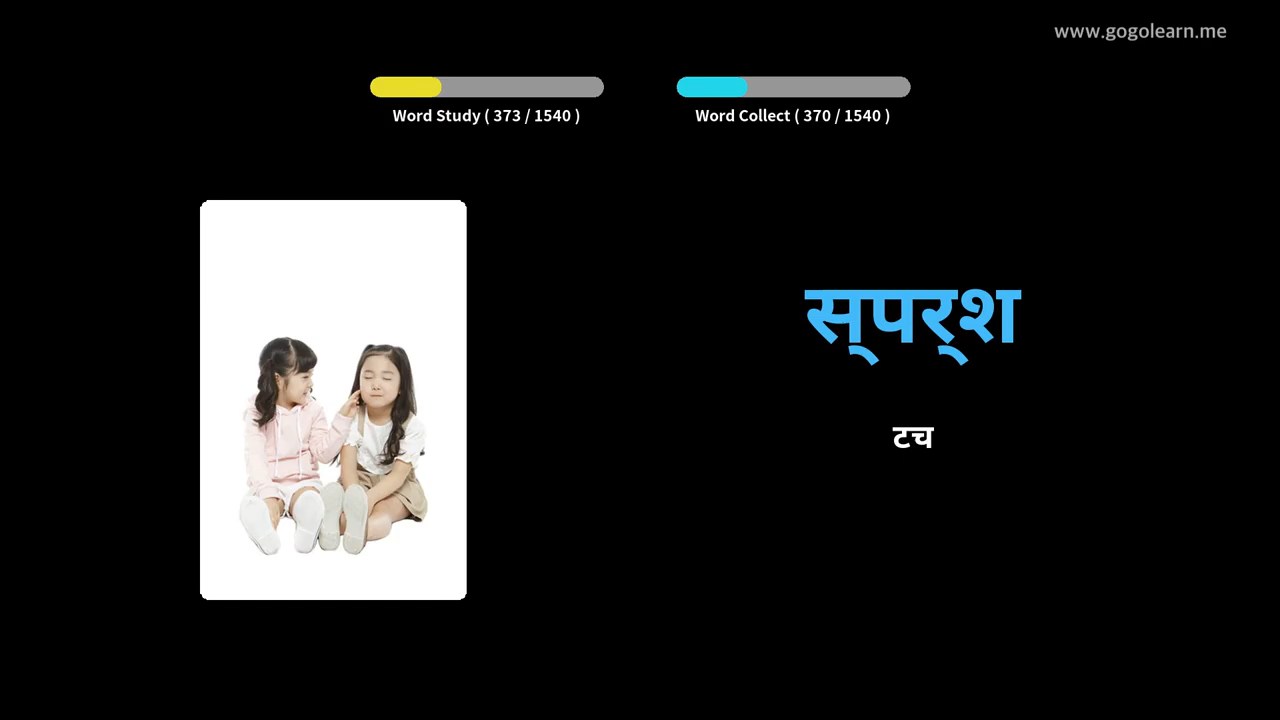 www.gogolearn.me
Word Study ( 373 / 1540 )
Word Collect ( 370 / 1540 )
स्‌पर्‌श
टच